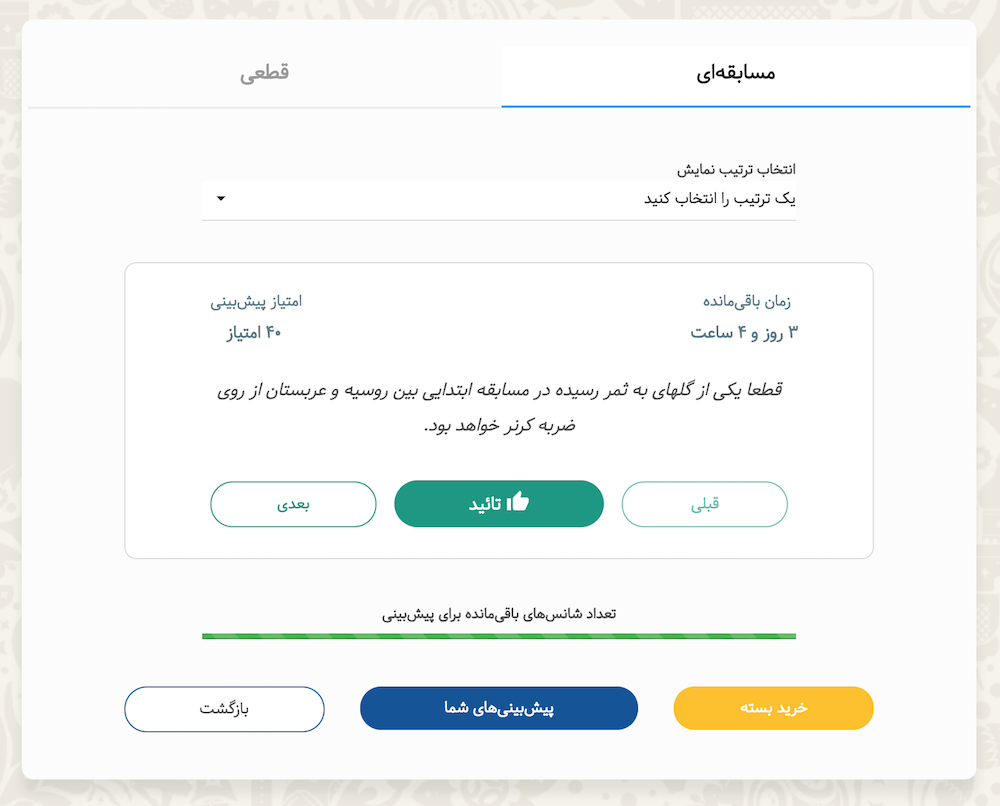 مسابقه‌ای
قطعی
انتخاب ترتیب نمایش
یک ترتیب را انتخاب کنید
زمان باقی‌مانده
امتیاز پیش‌بینی
۳ روز و ۴ ساعت
۴۰ امتیاز
قطعا یکی از گلهای به ثمر رسیده در مسابقه ابتدایی بین روسیه و عربستان از روی
ضربه کرنر خواهد بود.
قبلی
تائید
بعدی
تعداد شانس‌های باقی‌مانده برای پیش‌بینی
خرید بسته
پیش‌بینی‌های شما
بازگشت